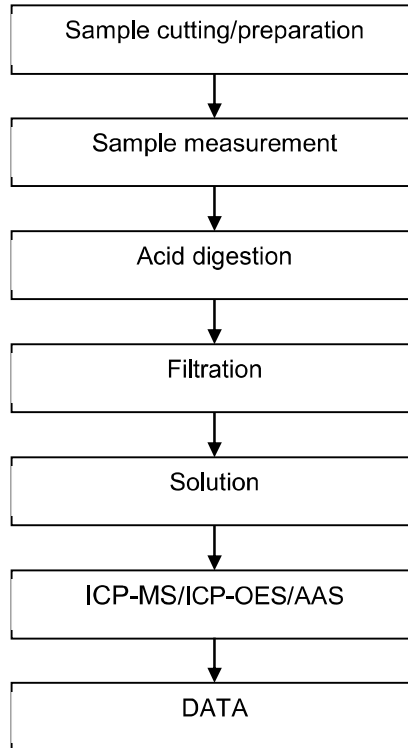 Sample cutting/preparation
Sample measurement
Acid digestion
Filtration
Solution
ICP-MS/ICP-OES/AAS
DATA